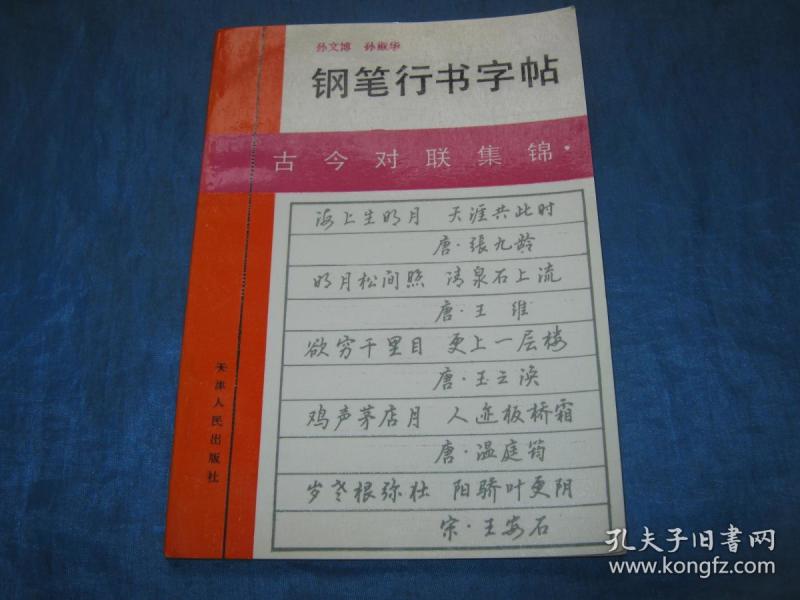 孙文博 孙淑华
钢笔行书字帖
古今对联集锦·
海上生明月 天涯共此时
唐·張九龄
明月松间照 清泉石上流
唐·王维
欲穷千里目 更上一层楼
唐·王之涣
鸡声茅店月 人迹板桥霜
唐·温庭筠
岁老根弥壮 阳骄叶更阴
宋·王安石
天津人民出版社
孔夫子旧书网
www.kongfz.com